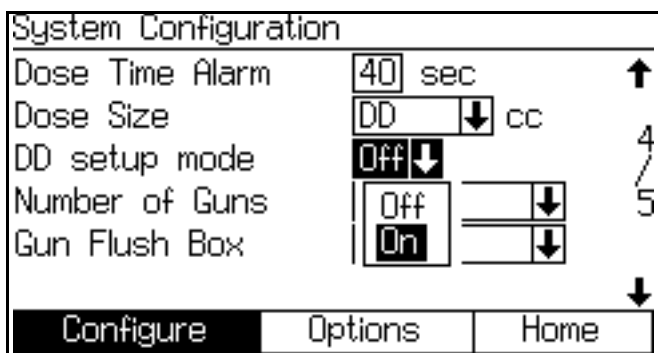 System Configuration
Dose Time Alarm 40 sec
Dose Size DD cc
DD setup mode Off
Number of Guns Off
Gun Flush Box On
4
/
5
Configure Options Home